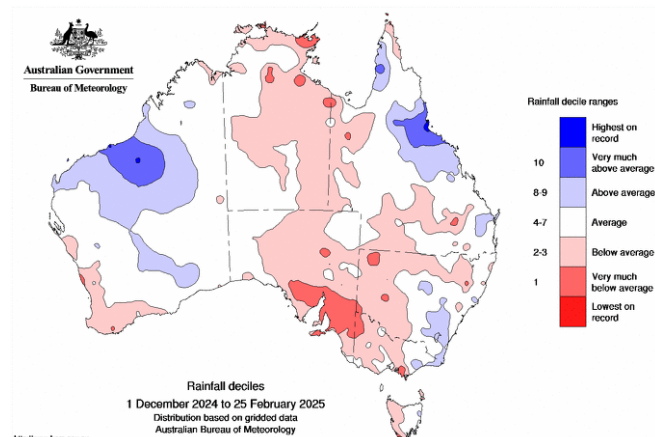 Australian Government
Bureau of Meteorology
Rainfall decile ranges
Highest on
record
10 Very much
above average
8-9 Above average
4-7 Average
2-3 Below average
1 Very much
below average
Lowest on
record
Rainfall deciles
1 December 2024 to 25 February 2025
Distribution based on gridded data
Australian Bureau of Meteorology